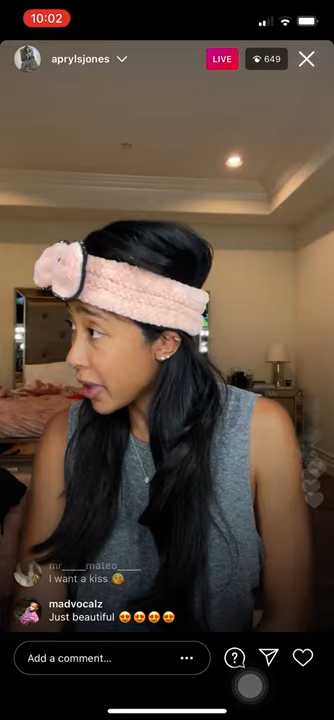 10:02
aprylsjones
LIVE
649
mr_____mateo_____
I want a kiss 😘
madvocalz
Just beautiful 😍😍😍😍
Add a comment...